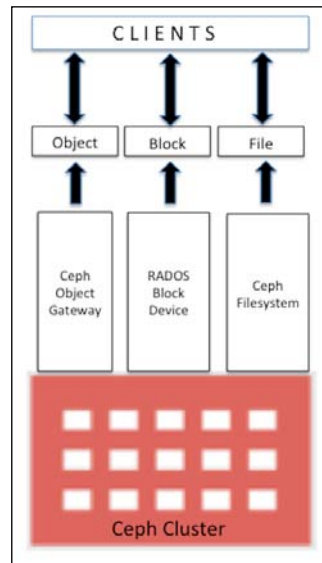 CLIENTS
Object
Block
File
Ceph
Object
Gateway
RADOS
Block
Device
Ceph
Filesystem
Ceph Cluster